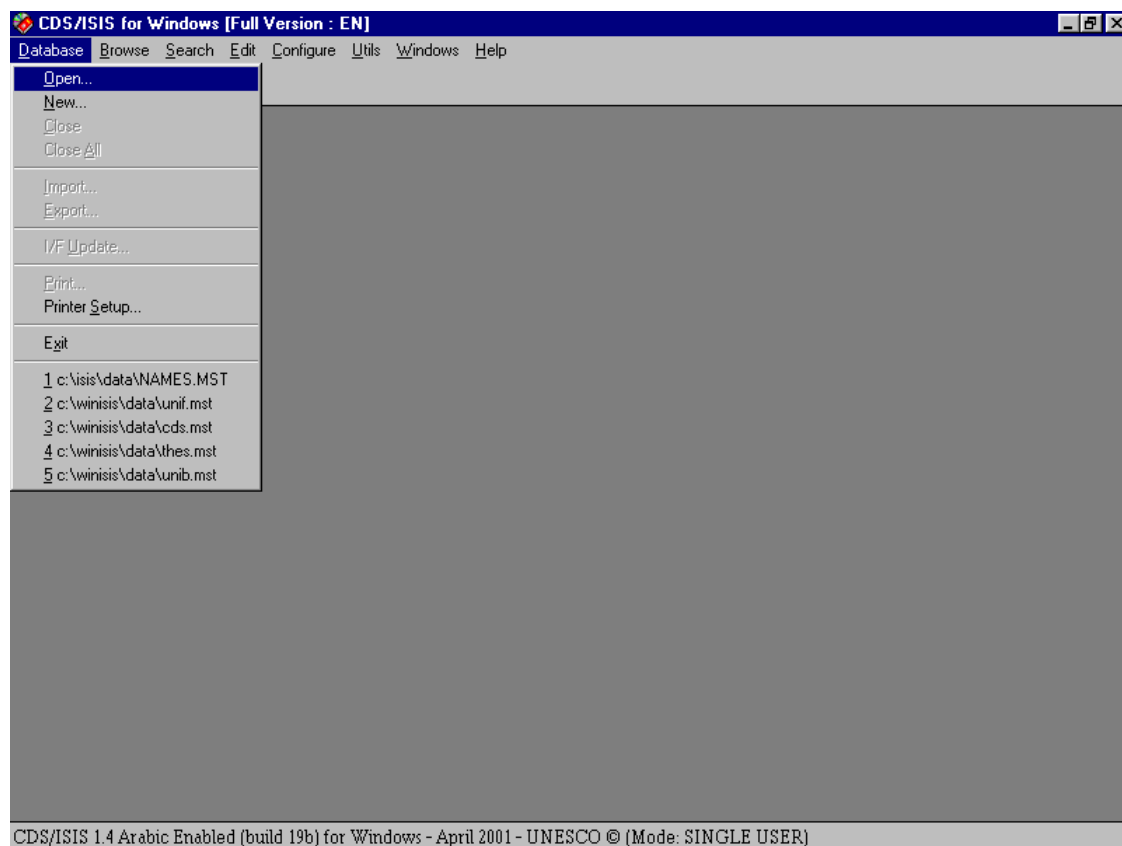 CDS/ISIS for Windows [Full Version : EN]
Database Browse Search Edit Configure Utils Windows Help
Open...
New...
Close
Close All
Import...
Export...
I/F Update...
Print...
Printer Setup...
Exit
1 c:\isis\data\NAMES.MST
2 c:\winisis\data\unif.mst
3 c:\winisis\data\cds.mst
4 c:\winisis\data\thes.mst
5 c:\winisis\data\unib.mst
CDS/ISIS 1.4 Arabic Enabled (build 19b) for Windows - April 2001 - UNESCO © (Mode: SINGLE USER)